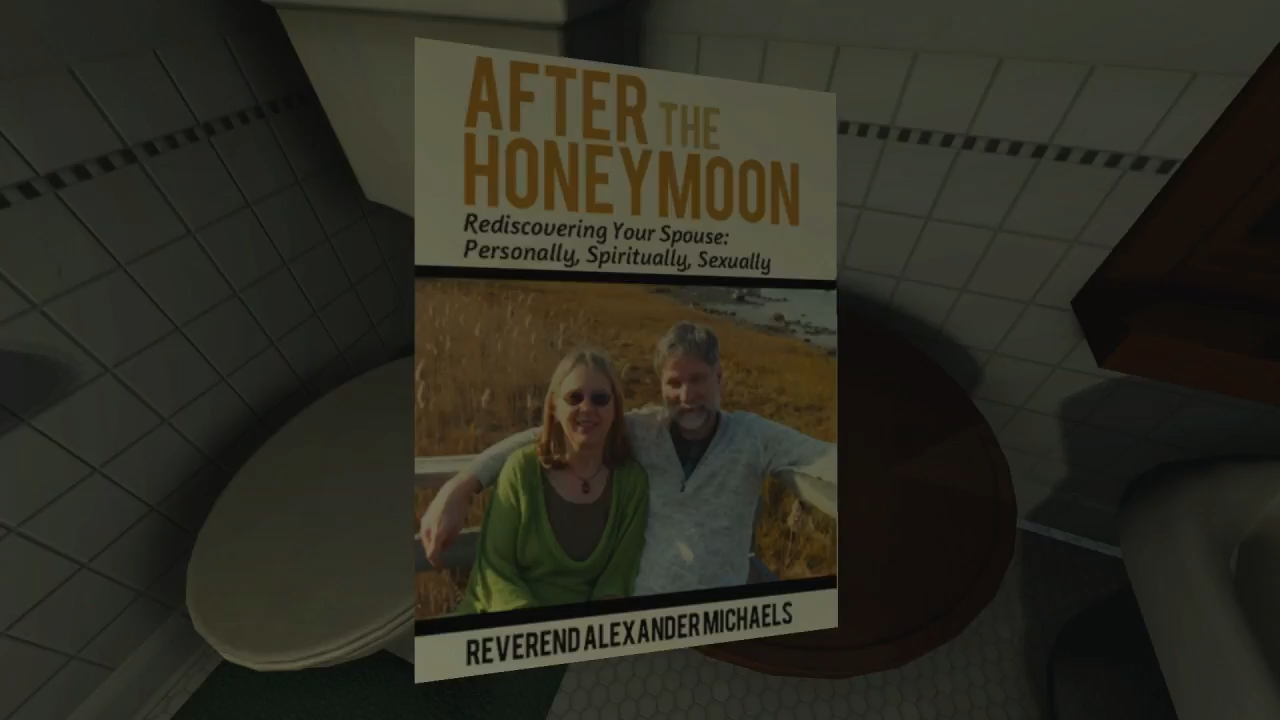 AFTER THE
HONEYMOON
Rediscovering Your Spouse:
Personally, Spiritually, Sexually
REVEREND ALEXANDER MICHAELS